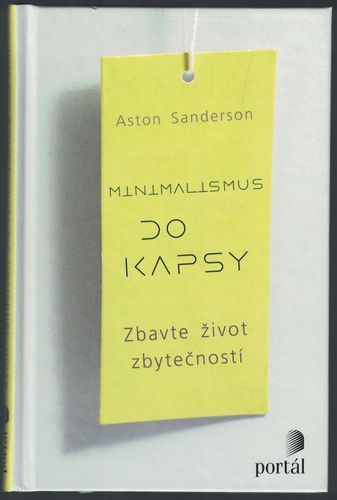 Aston Sanderson
MINIMALISMUS
DO
KAPSY
Zbavte život
zbytečností
portál